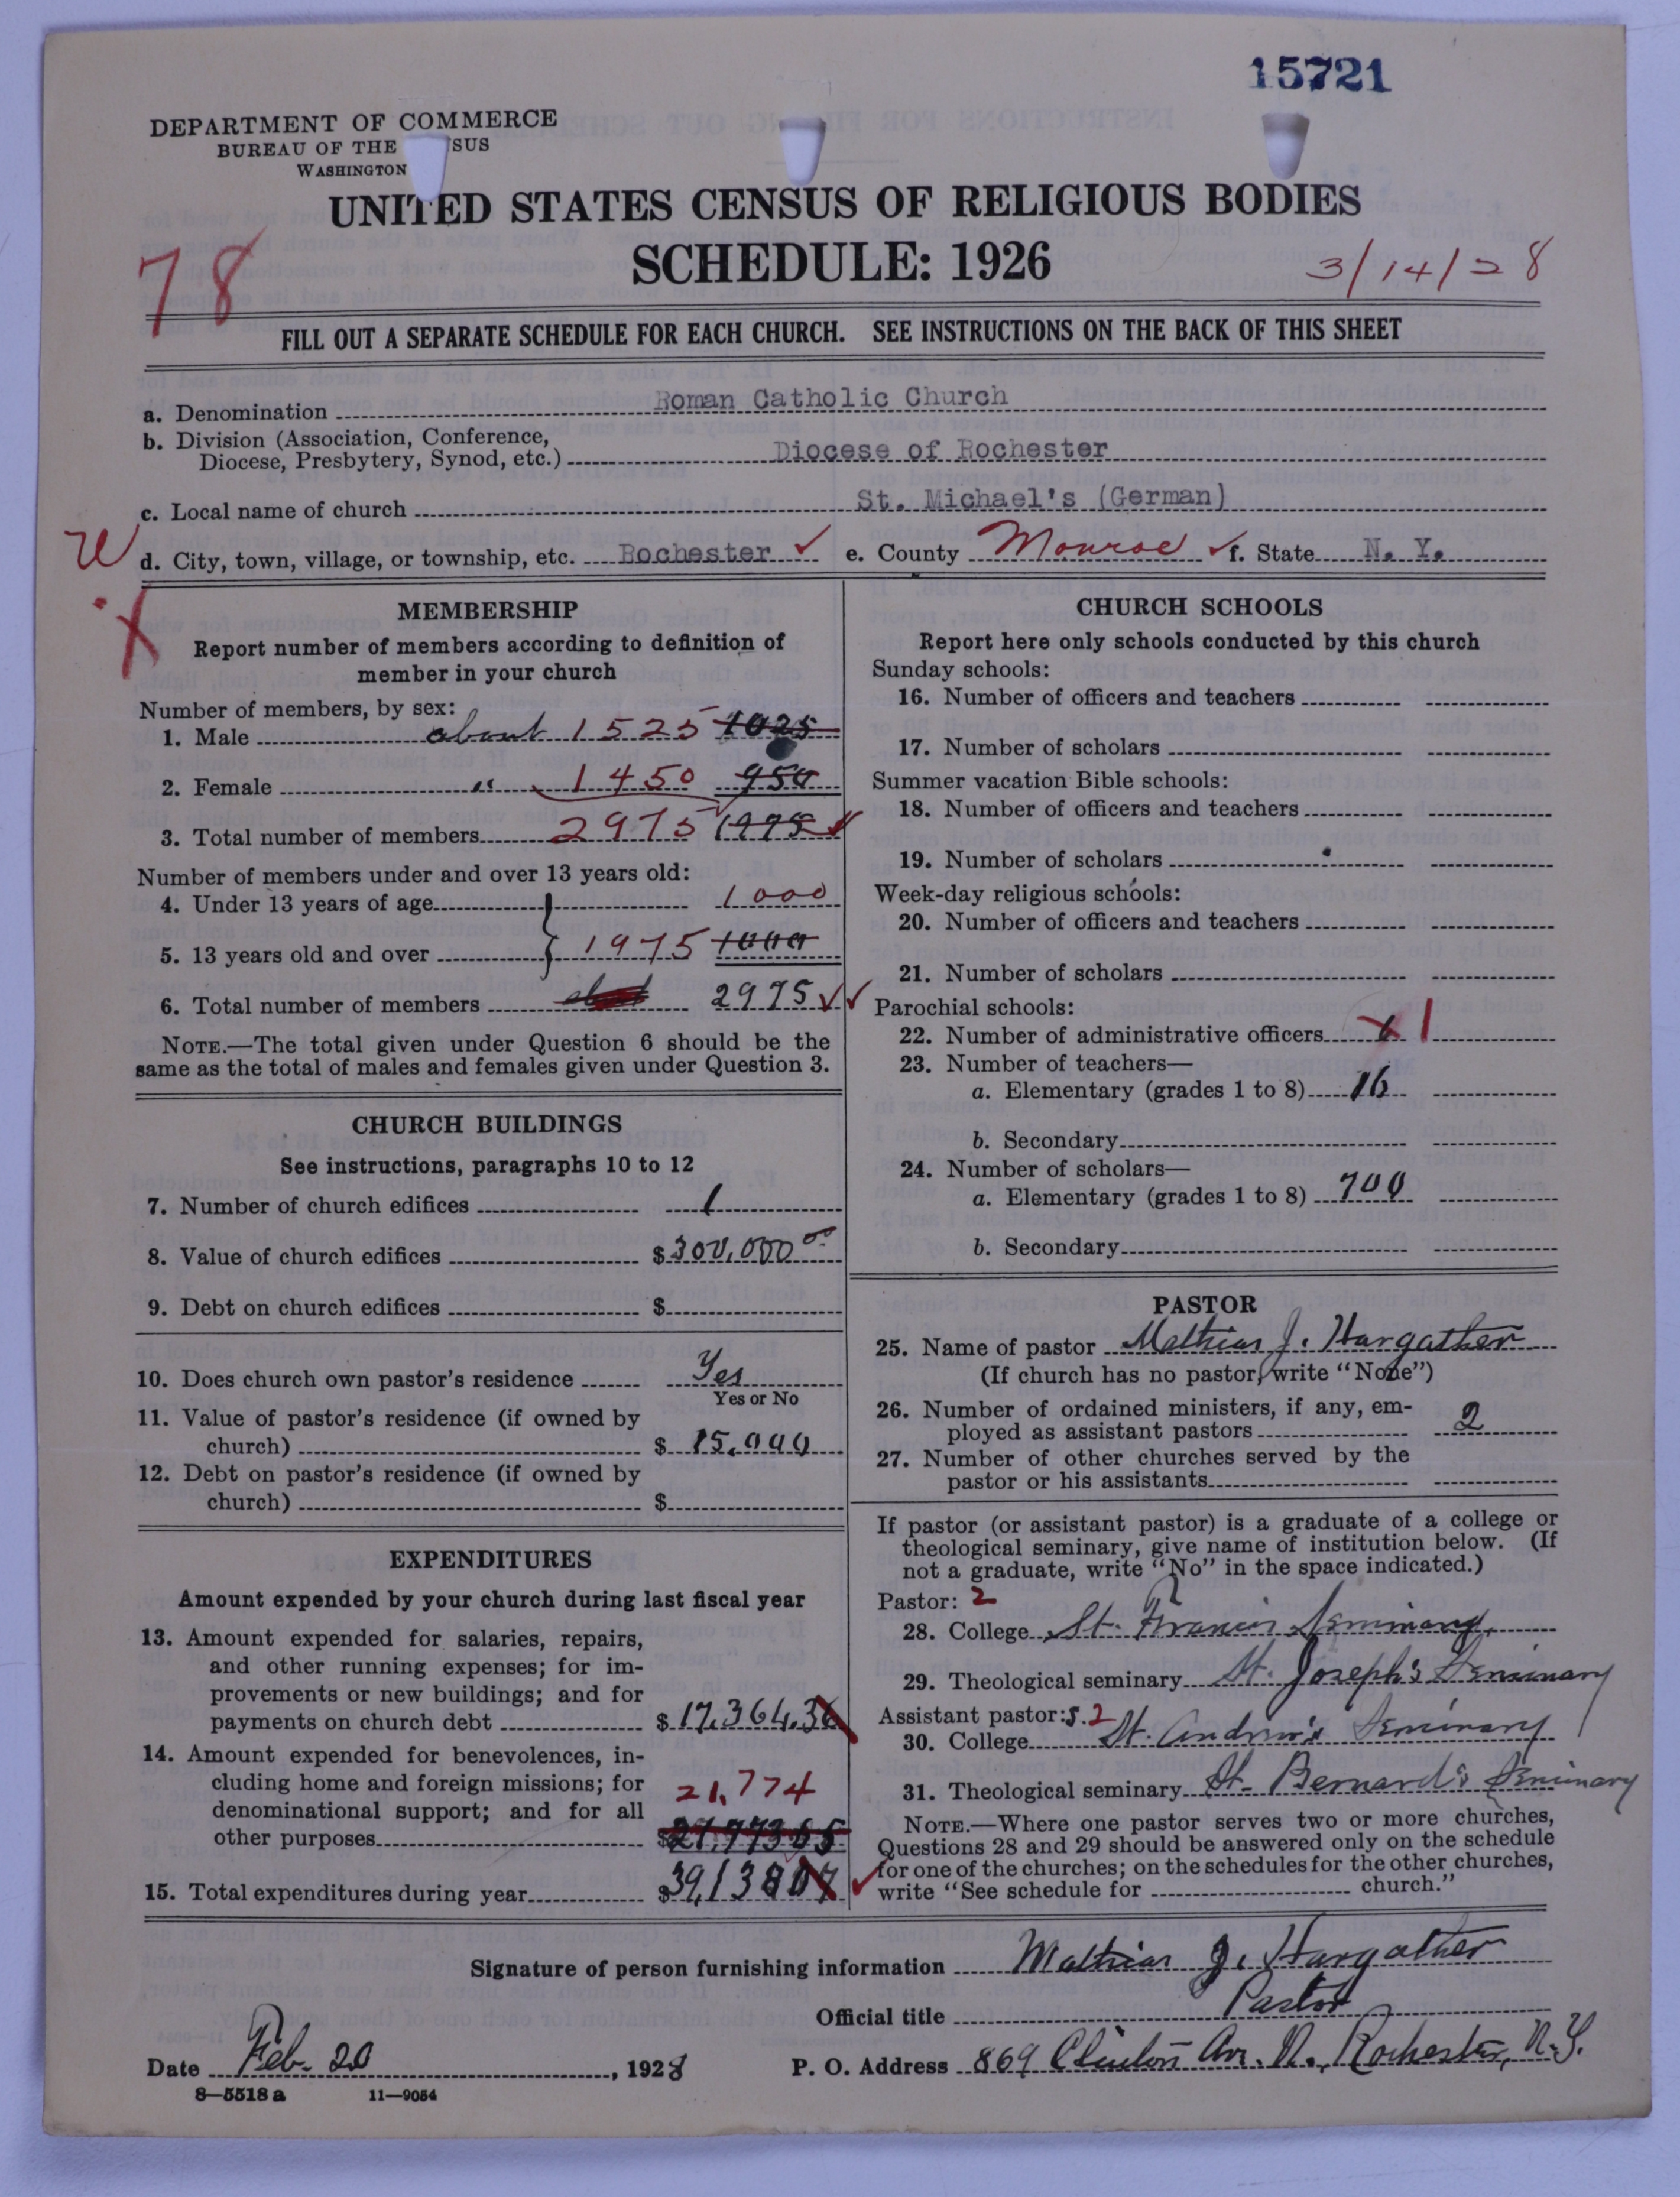 15721
DEPARTMENT OF COMMERCE
BUREAU OF THE SUS
WASHINGTON
UNITED STATES CENSUS OF RELIGIOUS BODIES
SCHEDULE: 1926
78
3/14/28
FILL OUT A SEPARATE SCHEDULE FOR EACH CHURCH. SEE INSTRUCTIONS ON THE BACK OF THIS SHEET
a. Denomination Roman Catholic Church
b. Division (Association, Conference,
Diocese, Presbytery, Synod, etc.) Diocese of Rochester
c. Local name of church St. Michael's (German)
d. City, town, village, or township, etc. Rochester ✓ e. County Monroe ✓ f. State N. Y.
X
MEMBERSHIP
Report number of members according to definition of
member in your church
Number of members, by sex:
1. Male about 1525 1025
2. Female " 1450 950
3. Total number of members 2975 1975 ✓
Number of members under and over 13 years old:
4. Under 13 years of age 1000
5. 13 years old and over 1975 1000
6. Total number of members 2975 ✓✓
NOTE.—The total given under Question 6 should be the
same as the total of males and females given under Question 3.
CHURCH BUILDINGS
See instructions, paragraphs 10 to 12
7. Number of church edifices 1
8. Value of church edifices $300,000 00
9. Debt on church edifices $
10. Does church own pastor's residence Yes
Yes or No
11. Value of pastor's residence (if owned by
church) $ 15,000
12. Debt on pastor's residence (if owned by
church) $
EXPENDITURES
Amount expended by your church during last fiscal year
13. Amount expended for salaries, repairs,
and other running expenses; for im-
provements or new buildings; and for
payments on church debt $17,364.36
14. Amount expended for benevolences, in-
cluding home and foreign missions; for
denominational support; and for all
other purposes 21,774
15. Total expenditures during year $39,138 07 ✓
CHURCH SCHOOLS
Report here only schools conducted by this church
Sunday schools:
16. Number of officers and teachers
17. Number of scholars
Summer vacation Bible schools:
18. Number of officers and teachers
19. Number of scholars
Week-day religious schools:
20. Number of officers and teachers
21. Number of scholars
Parochial schools:
22. Number of administrative officers 1
23. Number of teachers—
a. Elementary (grades 1 to 8) 16
b. Secondary
24. Number of scholars—
a. Elementary (grades 1 to 8) 700
b. Secondary
PASTOR
25. Name of pastor Mathias J. Hargather
(If church has no pastor, write "None")
26. Number of ordained ministers, if any, em-
ployed as assistant pastors 2
27. Number of other churches served by the
pastor or his assistants
If pastor (or assistant pastor) is a graduate of a college or
theological seminary, give name of institution below. (If
not a graduate, write "No" in the space indicated.)
Pastor: 2
28. College St. Francis Seminary
29. Theological seminary St. Joseph's Seminary
Assistant pastor:s. 2
30. College St. Andrew's Seminary
31. Theological seminary St. Bernard's Seminary
NOTE.—Where one pastor serves two or more churches,
Questions 28 and 29 should be answered only on the schedule
for one of the churches; on the schedules for the other churches,
write "See schedule for church."
Signature of person furnishing information Mathias J. Hargather
Official title Pastor
Date Feb. 20, 1928 P. O. Address 869 Clinton Ave. N., Rochester, N.Y.
8—5518 a 11—9054